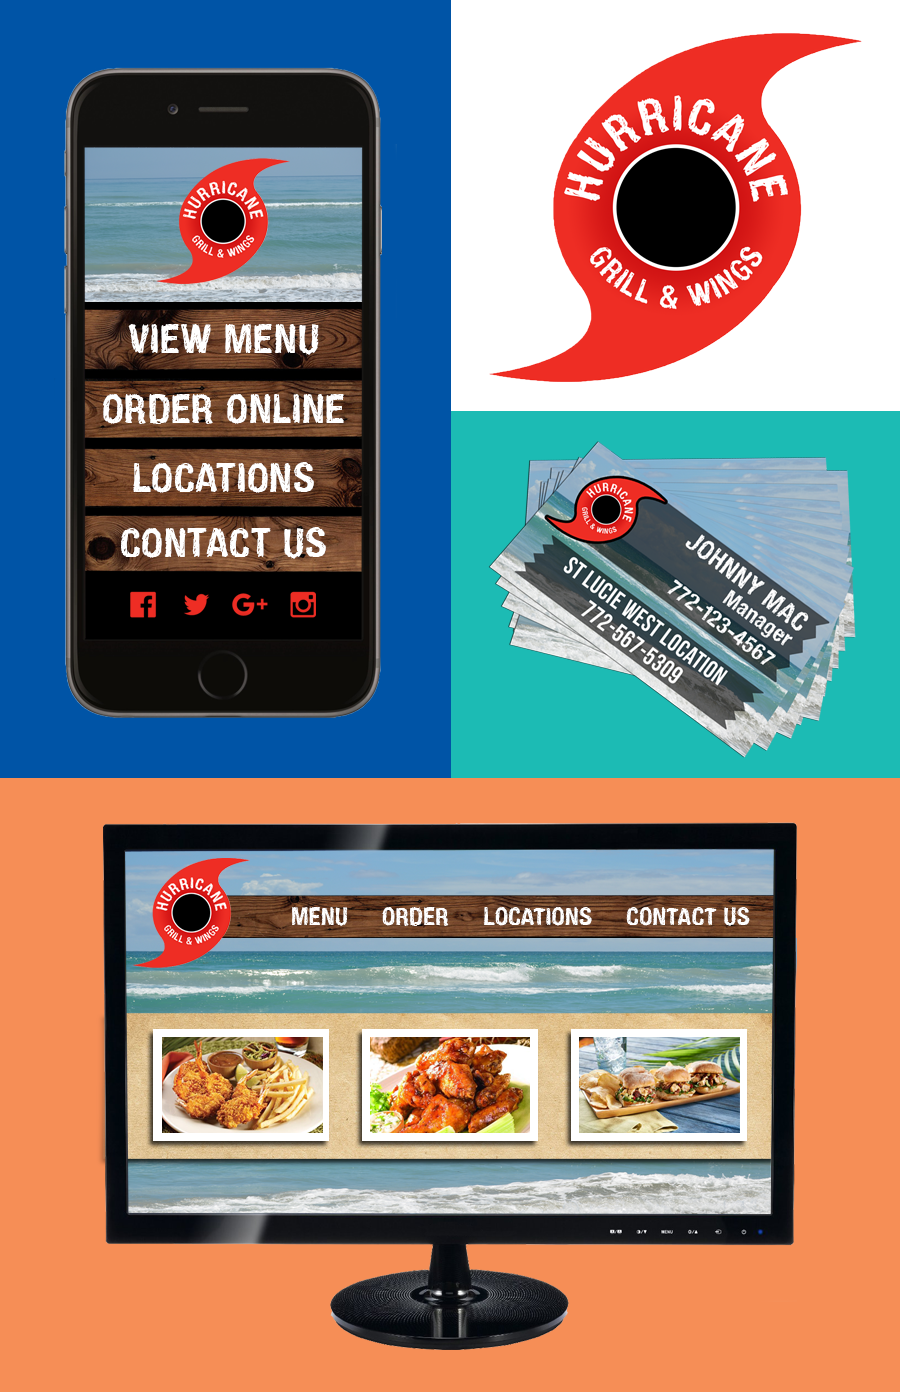 HURRICANE
GRILL & WINGS
VIEW MENU
ORDER ONLINE
LOCATIONS
CONTACT US
G+
HURRICANE
GRILL & WINGS
HURRICANE
GRILL & WINGS
JOHNNY MAC
Manager
772-123-4567
ST LUCIE WEST LOCATION
772-567-5309
HURRICANE
GRILL & WINGS
MENU ORDER LOCATIONS CONTACT US
MENU